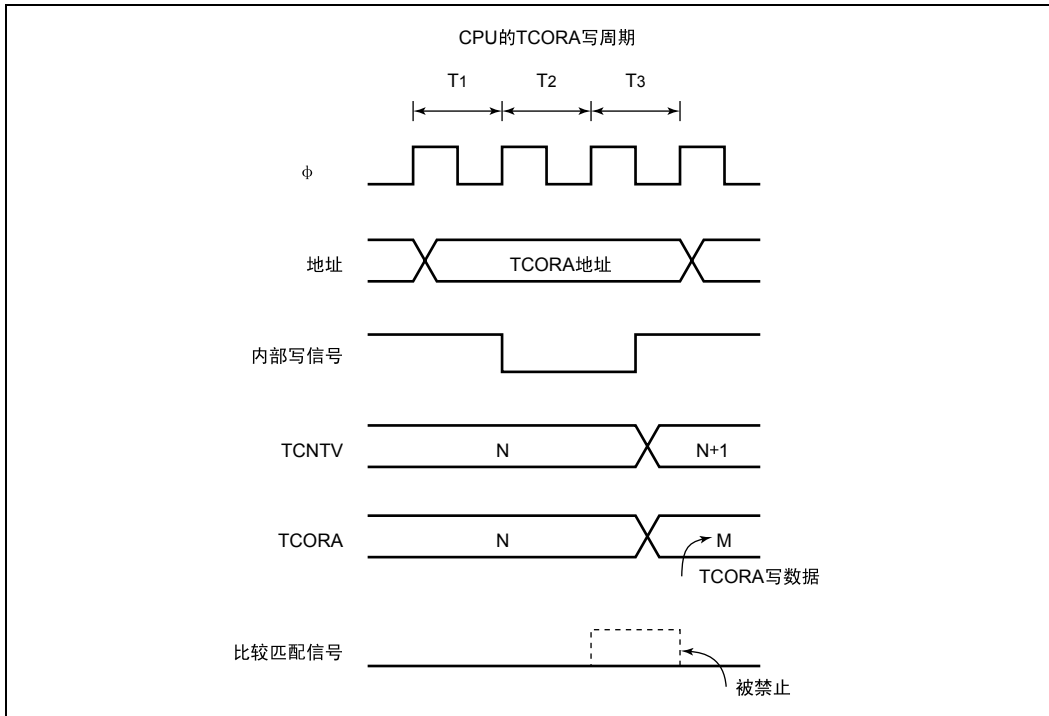 CPU的TCORA写周期
T1 T2 T3
φ
地址 TCORA地址
内部写信号
TCNTV N N+1
TCORA N M
TCORA写数据
比较匹配信号
被禁止